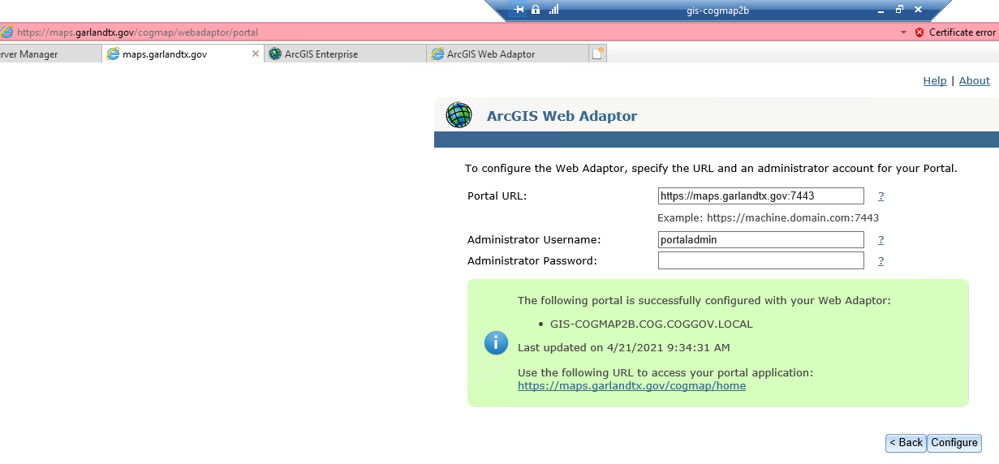 gis-cogmap2b
https://maps.garlandtx.gov/cogmap/webadaptor/portal
Certificate error
rver Manager
maps.garlandtx.gov
ArcGIS Enterprise
ArcGIS Web Adaptor
Help | About
ArcGIS Web Adaptor
To configure the Web Adaptor, specify the URL and an administrator account for your Portal.
Portal URL: https://maps.garlandtx.gov:7443 ?
Example: https://machine.domain.com:7443
Administrator Username: portaladmin ?
Administrator Password: ?
The following portal is successfully configured with your Web Adaptor:
• GIS-COGMAP2B.COG.COGGOV.LOCAL
Last updated on 4/21/2021 9:34:31 AM
Use the following URL to access your portal application:
https://maps.garlandtx.gov/cogmap/home
< Back Configure